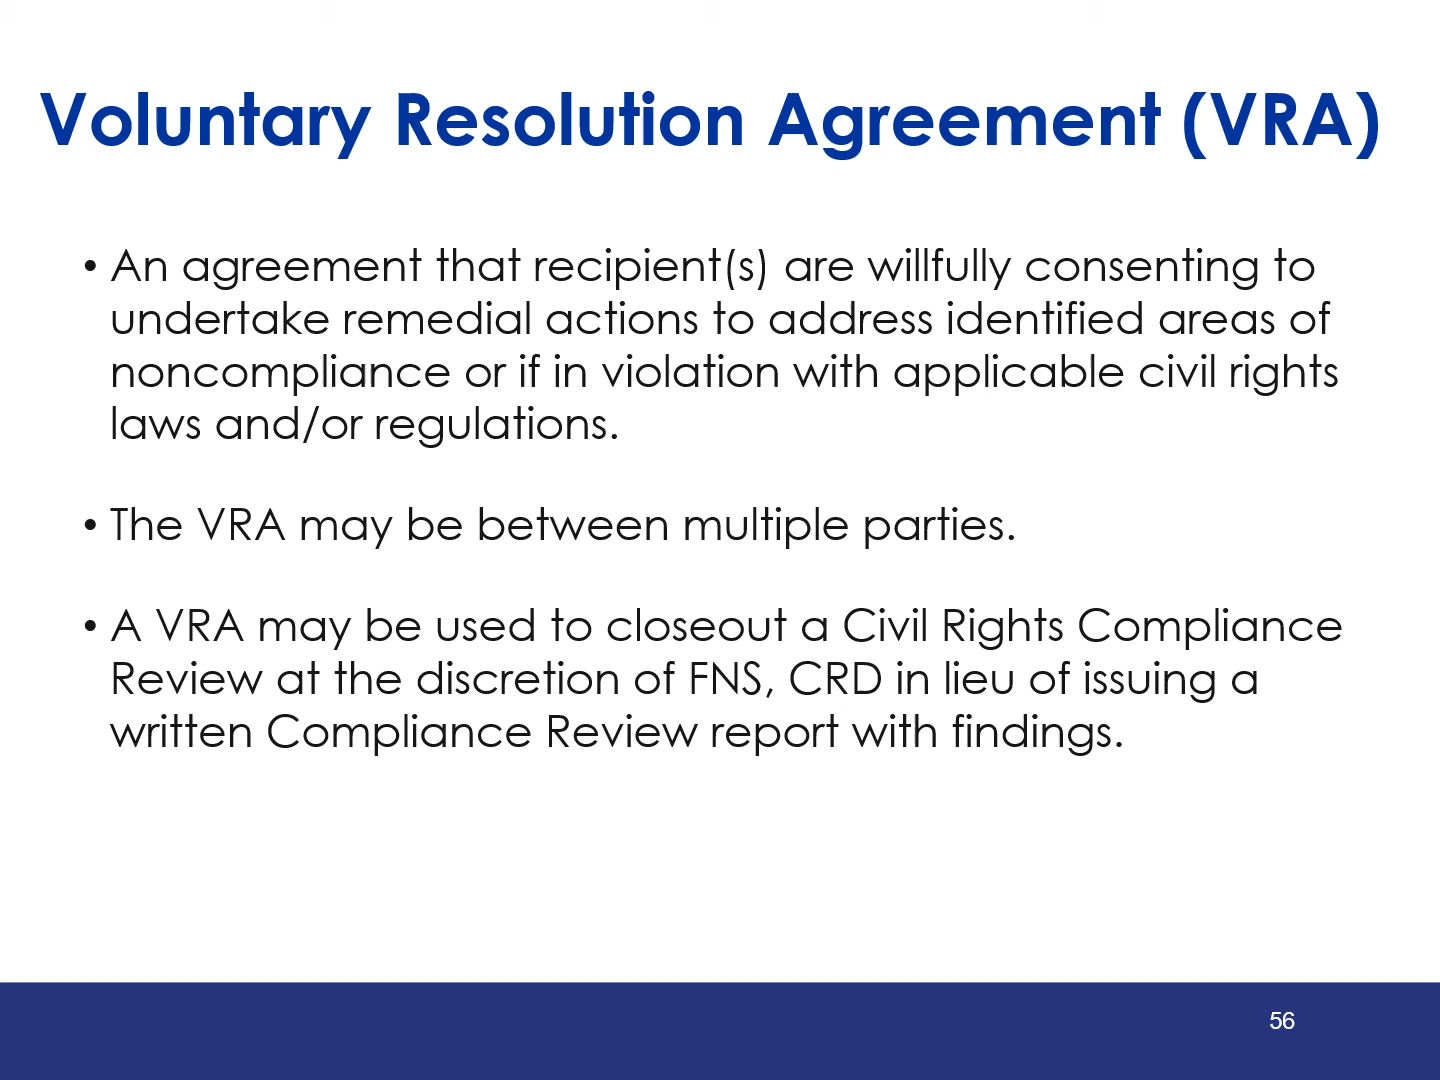 Voluntary Resolution Agreement (VRA)
• An agreement that recipient(s) are willfully consenting to
undertake remedial actions to address identified areas of
noncompliance or if in violation with applicable civil rights
laws and/or regulations.
• The VRA may be between multiple parties.
• A VRA may be used to closeout a Civil Rights Compliance
Review at the discretion of FNS, CRD in lieu of issuing a
written Compliance Review report with findings.
56